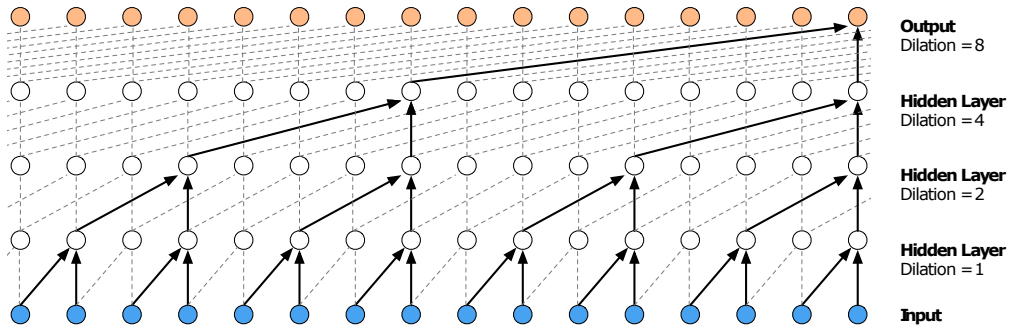 Output
Dilation = 8
Hidden Layer
Dilation = 4
Hidden Layer
Dilation = 2
Hidden Layer
Dilation = 1
Input